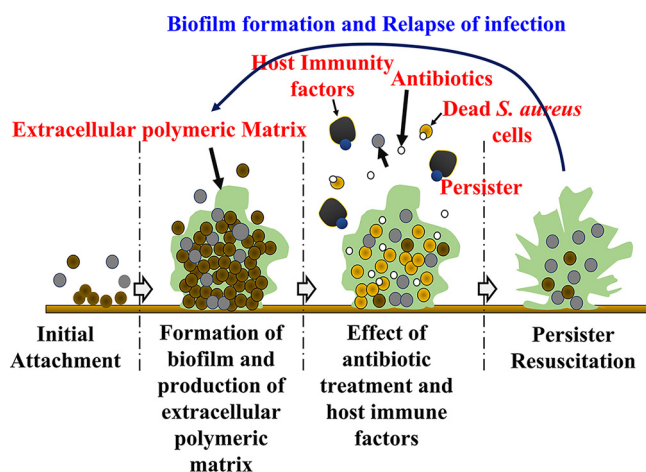 Biofilm formation and Relapse of infection
Host Immunity
factors
Antibiotics
Dead S. aureus
cells
Extracellular polymeric Matrix
Persister
Initial
Attachment
Formation of
biofilm and
production of
extracellular
polymeric
matrix
Effect of
antibiotic
treatment and
host immune
factors
Persister
Resuscitation